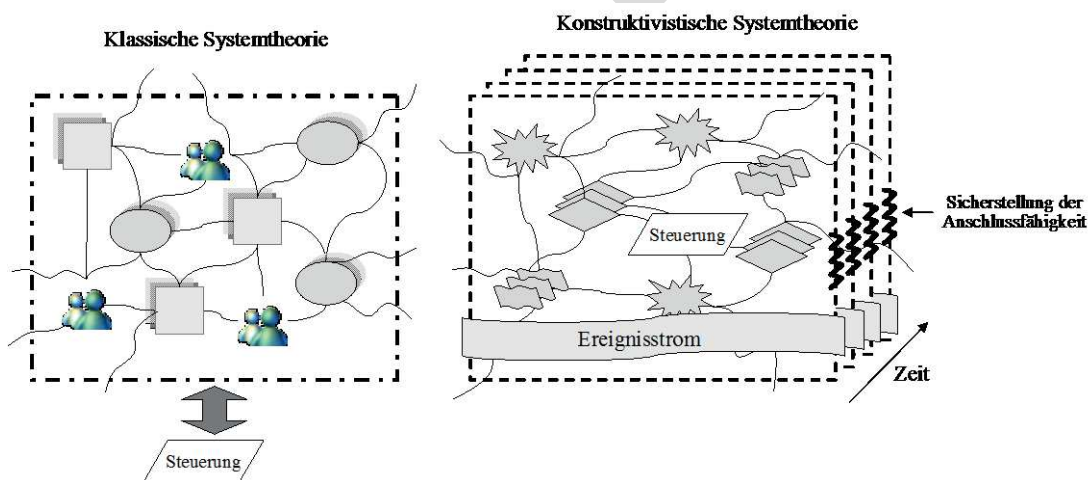 Klassische Systemtheorie
Steuerung
Konstruktivistische Systemtheorie
Steuerung
Sicherstellung der
Anschlussfähigkeit
Ereignisstrom
Zeit